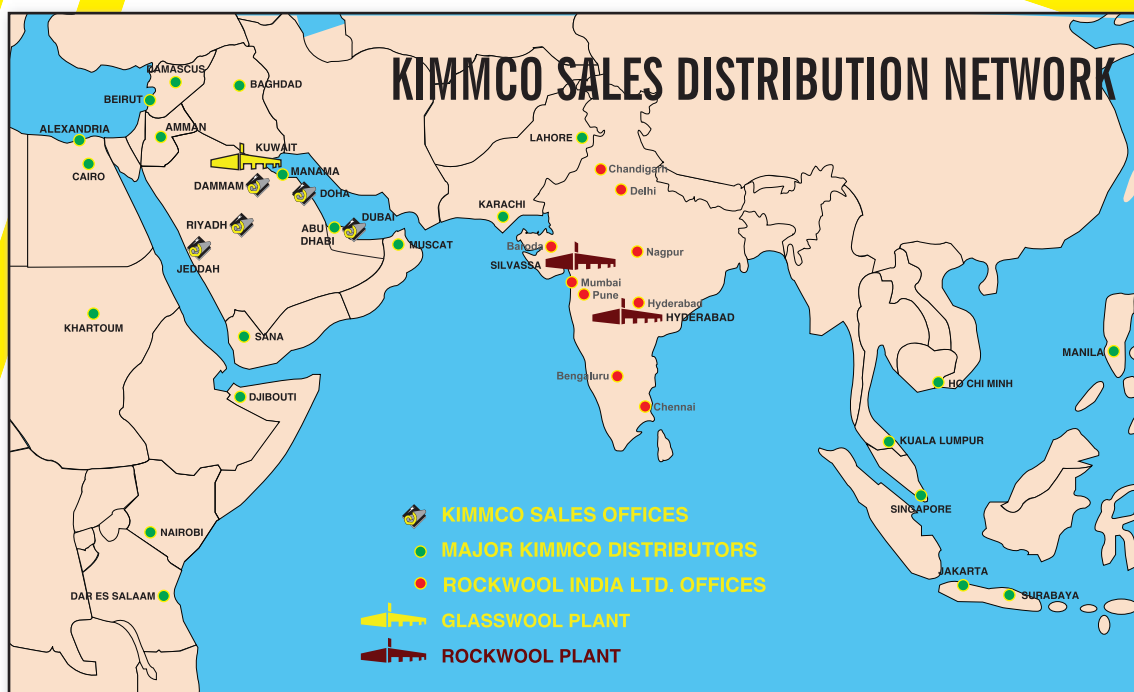 KIMMCO SALES DISTRIBUTION NETWORK
DAMASCUS
BAGHDAD
BEIRUT
ALEXANDRIA
AMMAN
LAHORE
KUWAIT
CAIRO
MANAMA
Chandigarh
DAMMAM
DOHA
Delhi
KARACHI
RIYADH
ABU
DHABI
DUBAI
MUSCAT
Baroda
Nagpur
SILVASSA
JEDDAH
Mumbai
Pune
Hyderabad
HYDERABAD
KHARTOUM
SANA
MANILA
Bengaluru
HO CHI MINH
DJIBOUTI
Chennai
KUALA LUMPUR
SINGAPORE
KIMMCO SALES OFFICES
NAIROBI
MAJOR KIMMCO DISTRIBUTORS
JAKARTA
ROCKWOOL INDIA LTD. OFFICES
DAR ES SALAAM
SURABAYA
GLASSWOOL PLANT
ROCKWOOL PLANT